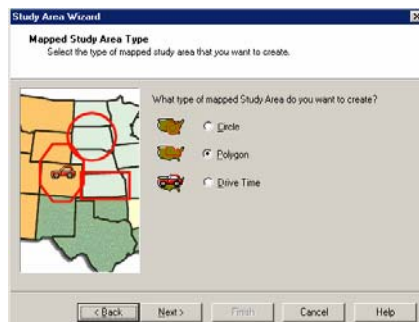 Study Area Wizard
Mapped Study Area Type
Select the type of mapped study area that you want to create.
What type of mapped Study Area do you want to create?
Circle
Polygon
Drive Time
< Back
Next >
Finish
Cancel
Help